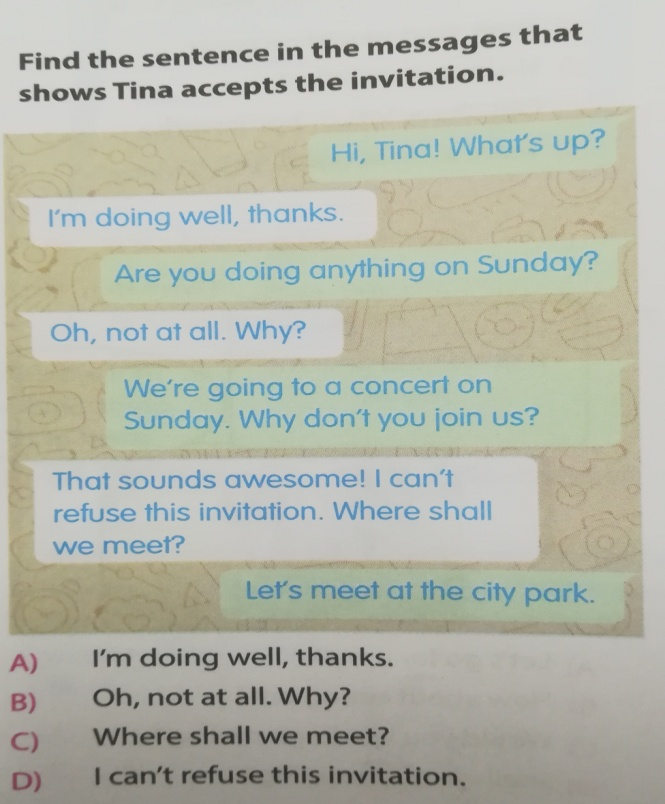 Find the sentence in the messages that
shows Tina accepts the invitation.
Hi, Tina! What's up?
I'm doing well, thanks.
Are you doing anything on Sunday?
Oh, not at all. Why?
We're going to a concert on
Sunday. Why don't you join us?
That sounds awesome! I can't
refuse this invitation. Where shall
we meet?
Let's meet at the city park.
A) I'm doing well, thanks.
B) Oh, not at all. Why?
C) Where shall we meet?
D) I can't refuse this invitation.